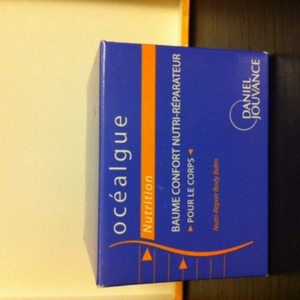 océalgue
Nutrition
BAUME CONFORT NUTRI-RÉPARATEUR
POUR LE CORPS
Nutri-Repair Body Balm
DANIEL
JOUVANCE